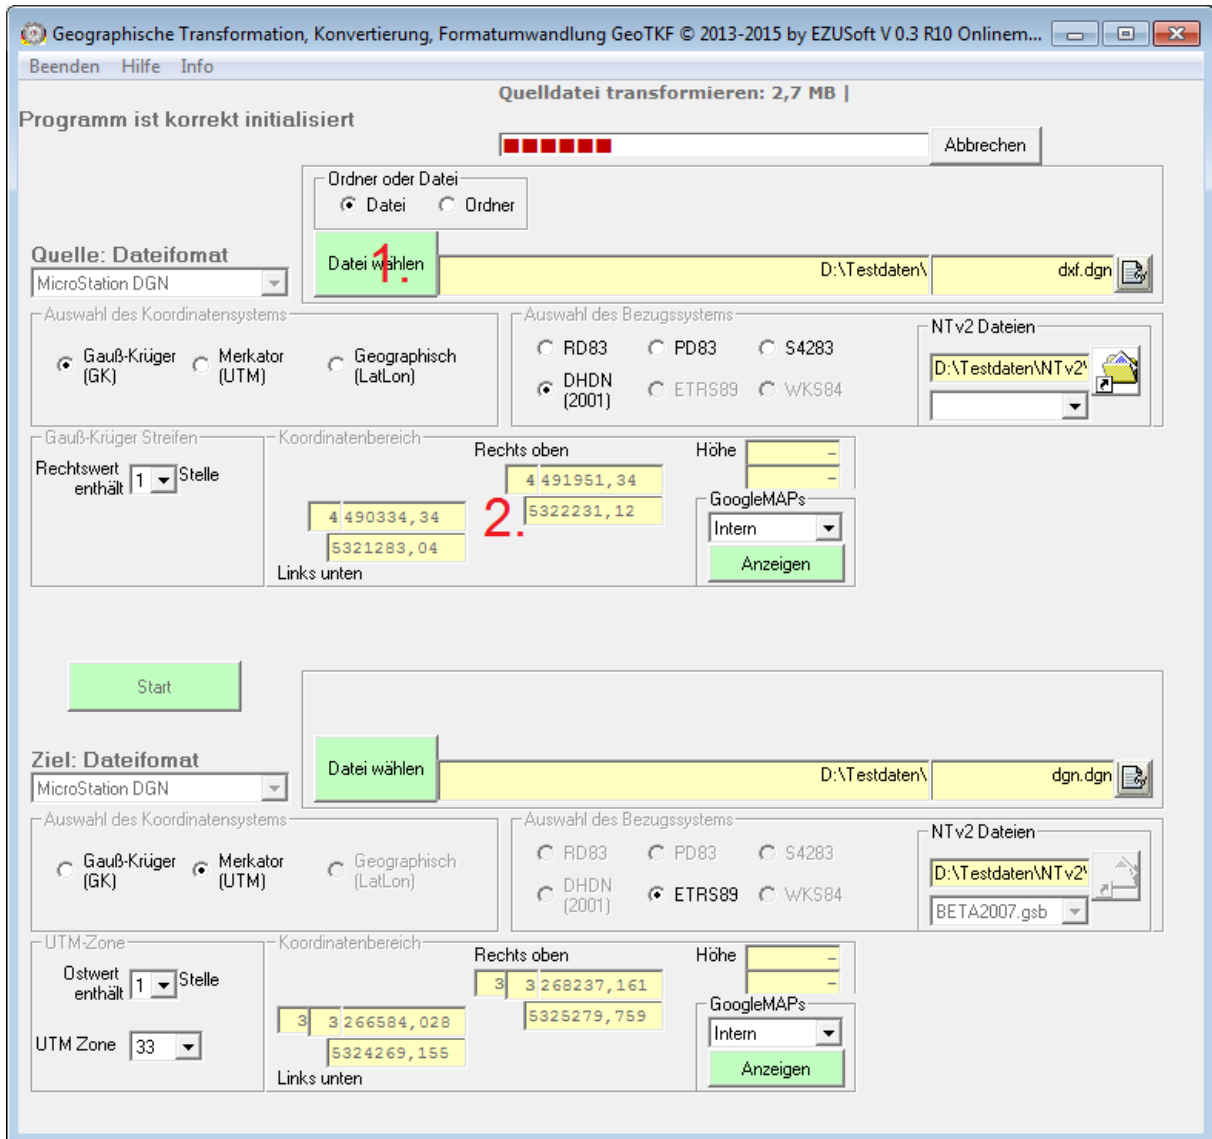 Geographische Transformation, Konvertierung, Formatumwandlung GeoTKF © 2013-2015 by EZUSoft V 0.3 R10 Onlinem...
Beenden Hilfe Info
Quelldatei transformieren: 2,7 MB |
Programm ist korrekt initialisiert
Abbrechen
Ordner oder Datei
Datei Ordner
Quelle: Dateifomat
MicroStation DGN
Datei wählen
1.
D:\Testdaten\
dxf.dgn
Auswahl des Koordinatensystems
Gauß-Krüger (GK)
Merkator (UTM)
Geographisch (LatLon)
Auswahl des Bezugssystems
RD83 PD83 S4283
DHDN (2001) ETRS89 WKS84
NTv2 Dateien
D:\Testdaten\NTv2\
Gauß-Krüger Streifen
Rechtswert enthält 1 Stelle
Koordinatenbereich
Rechts oben
4 491951,34
5322231,12
2.
4 490334,34
5321283,04
Links unten
Höhe
–
–
GoogleMAPs
Intern
Anzeigen
Start
Ziel: Dateifomat
MicroStation DGN
Datei wählen
D:\Testdaten\
dgn.dgn
Auswahl des Koordinatensystems
Gauß-Krüger (GK)
Merkator (UTM)
Geographisch (LatLon)
Auswahl des Bezugssystems
RD83 PD83 S4283
DHDN (2001) ETRS89 WKS84
NTv2 Dateien
D:\Testdaten\NTv2\
BETA2007.gsb
UTM-Zone
Ostwert enthält 1 Stelle
UTM Zone 33
Koordinatenbereich
Rechts oben
3 3 268237,161
5325279,759
3 3 266584,028
5324269,155
Links unten
Höhe
–
–
GoogleMAPs
Intern
Anzeigen